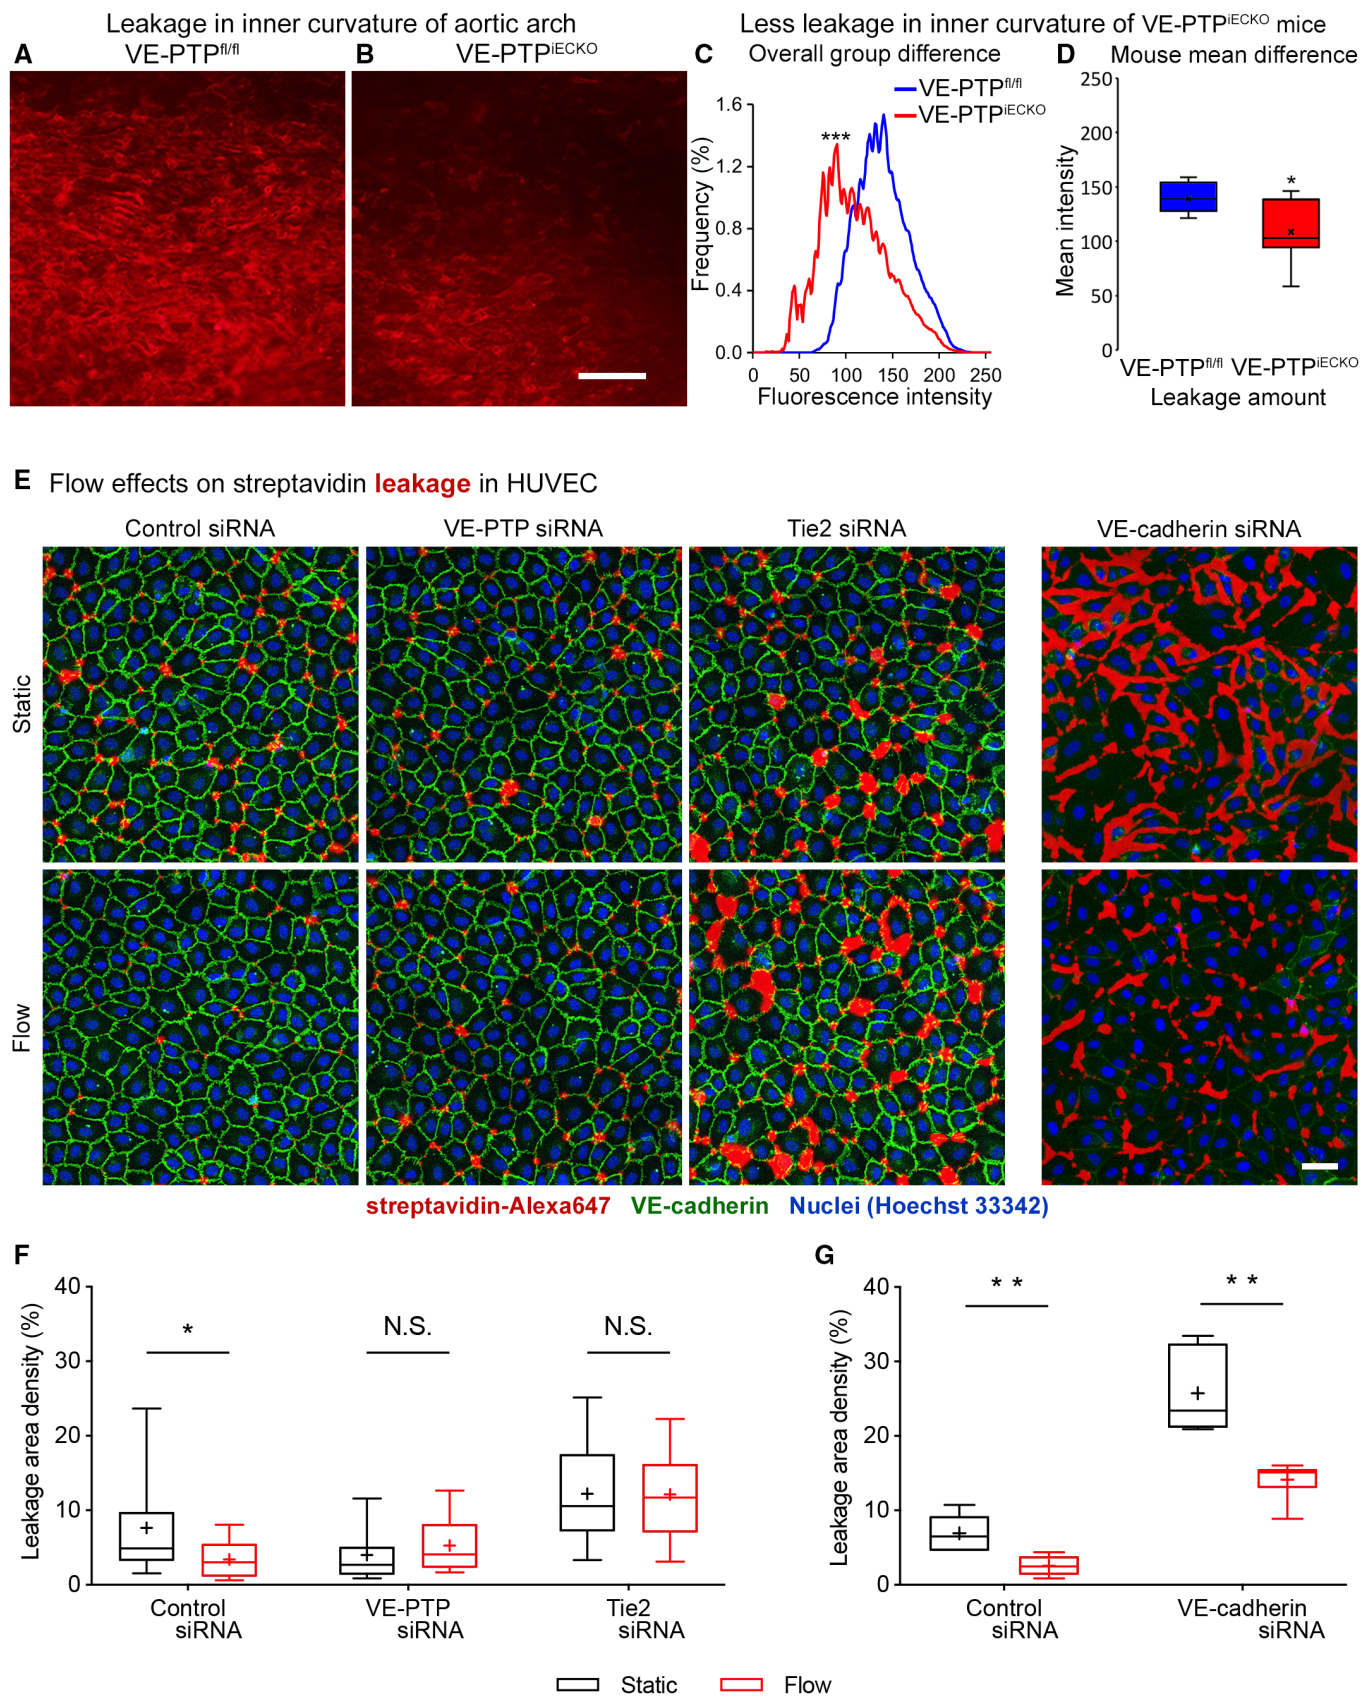 Leakage in inner curvature of aortic arch
Less leakage in inner curvature of VE-PTPiECKO mice
A VE-PTPfl/fl
B VE-PTPiECKO
C Overall group difference
D Mouse mean difference
VE-PTPfl/fl
VE-PTPiECKO
***
1.6
1.2
0.8
0.4
0.0
Frequency (%)
0 50 100 150 200 250
Fluorescence intensity
250
200
150
100
50
0
Mean intensity
*
VE-PTPfl/fl VE-PTPiECKO
Leakage amount
E Flow effects on streptavidin leakage in HUVEC
Control siRNA VE-PTP siRNA Tie2 siRNA VE-cadherin siRNA
Static
Flow
streptavidin-Alexa647 VE-cadherin Nuclei (Hoechst 33342)
F
Leakage area density (%)
40
30
20
10
0
* N.S. N.S.
Control siRNA
VE-PTP siRNA
Tie2 siRNA
G
Leakage area density (%)
40
30
20
10
0
* * * *
Control siRNA
VE-cadherin siRNA
Static Flow